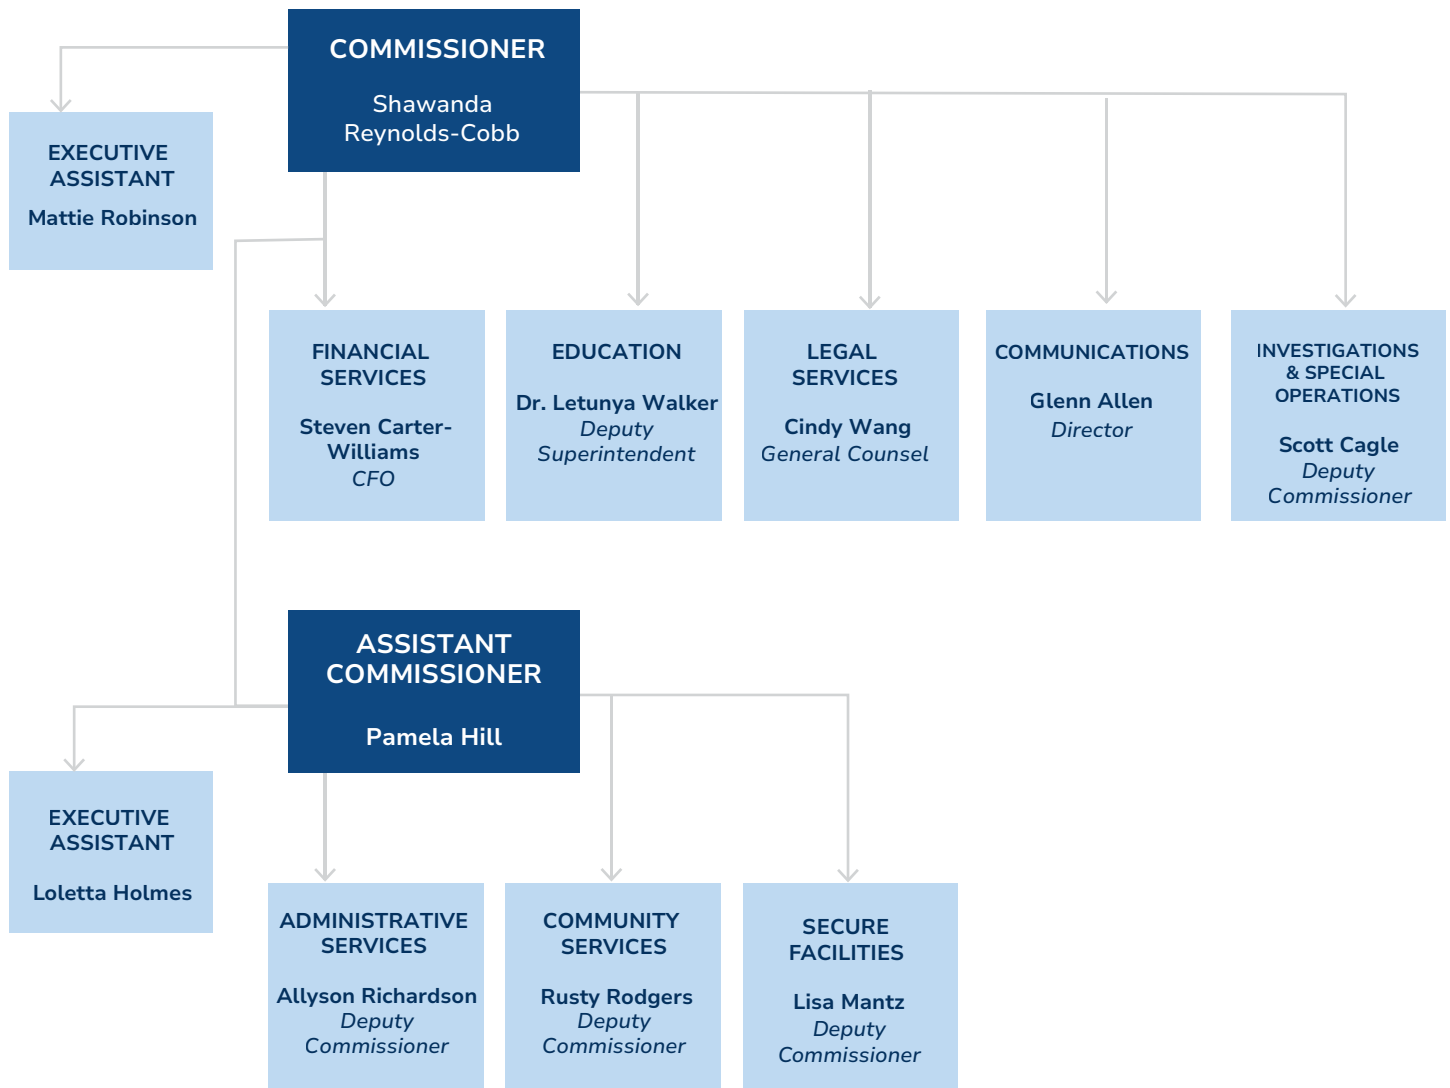 COMMISSIONER
Shawanda
Reynolds-Cobb
EXECUTIVE
ASSISTANT
Mattie Robinson
FINANCIAL
SERVICES
Steven Carter-
Williams
CFO
EDUCATION
Dr. Letunya Walker
Deputy
Superintendent
LEGAL
SERVICES
Cindy Wang
General Counsel
COMMUNICATIONS
Glenn Allen
Director
INVESTIGATIONS
& SPECIAL
OPERATIONS
Scott Cagle
Deputy
Commissioner
ASSISTANT
COMMISSIONER
Pamela Hill
EXECUTIVE
ASSISTANT
Loletta Holmes
ADMINISTRATIVE
SERVICES
Allyson Richardson
Deputy
Commissioner
COMMUNITY
SERVICES
Rusty Rodgers
Deputy
Commissioner
SECURE
FACILITIES
Lisa Mantz
Deputy
Commissioner